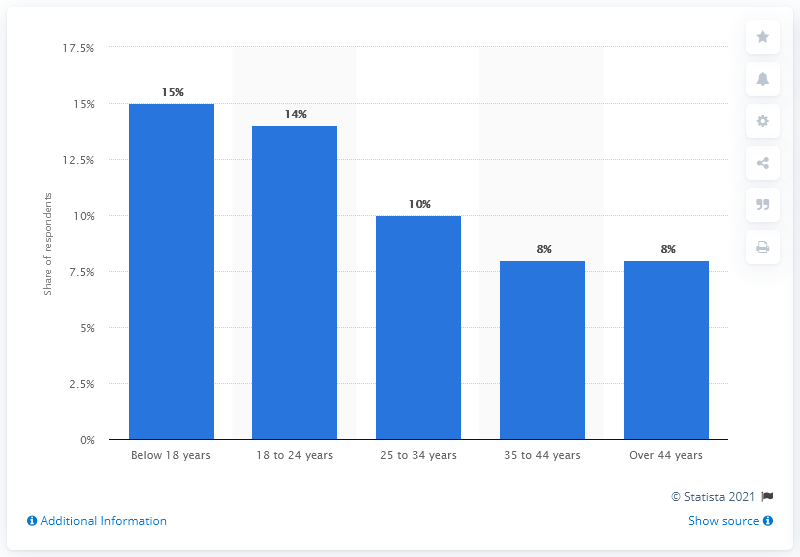 17.5%
15%
12.5%
10%
7.5%
5%
2.5%
0%
Share of respondents
15%
14%
10%
8%
8%
Below 18 years
18 to 24 years
25 to 34 years
35 to 44 years
Over 44 years
© Statista 2021
Additional Information
Show source